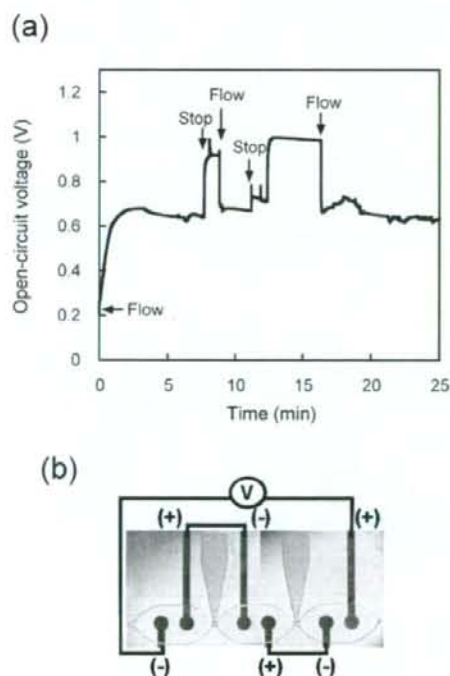 (a)
Open-circuit voltage (V)
1.2
1
0.8
0.6
0.4
0.2
0
Flow
Stop
Flow
Stop
Flow
0 5 10 15 20 25
Time (min)
(b)
V
(+) (-) (+)
(-) (+) (-)